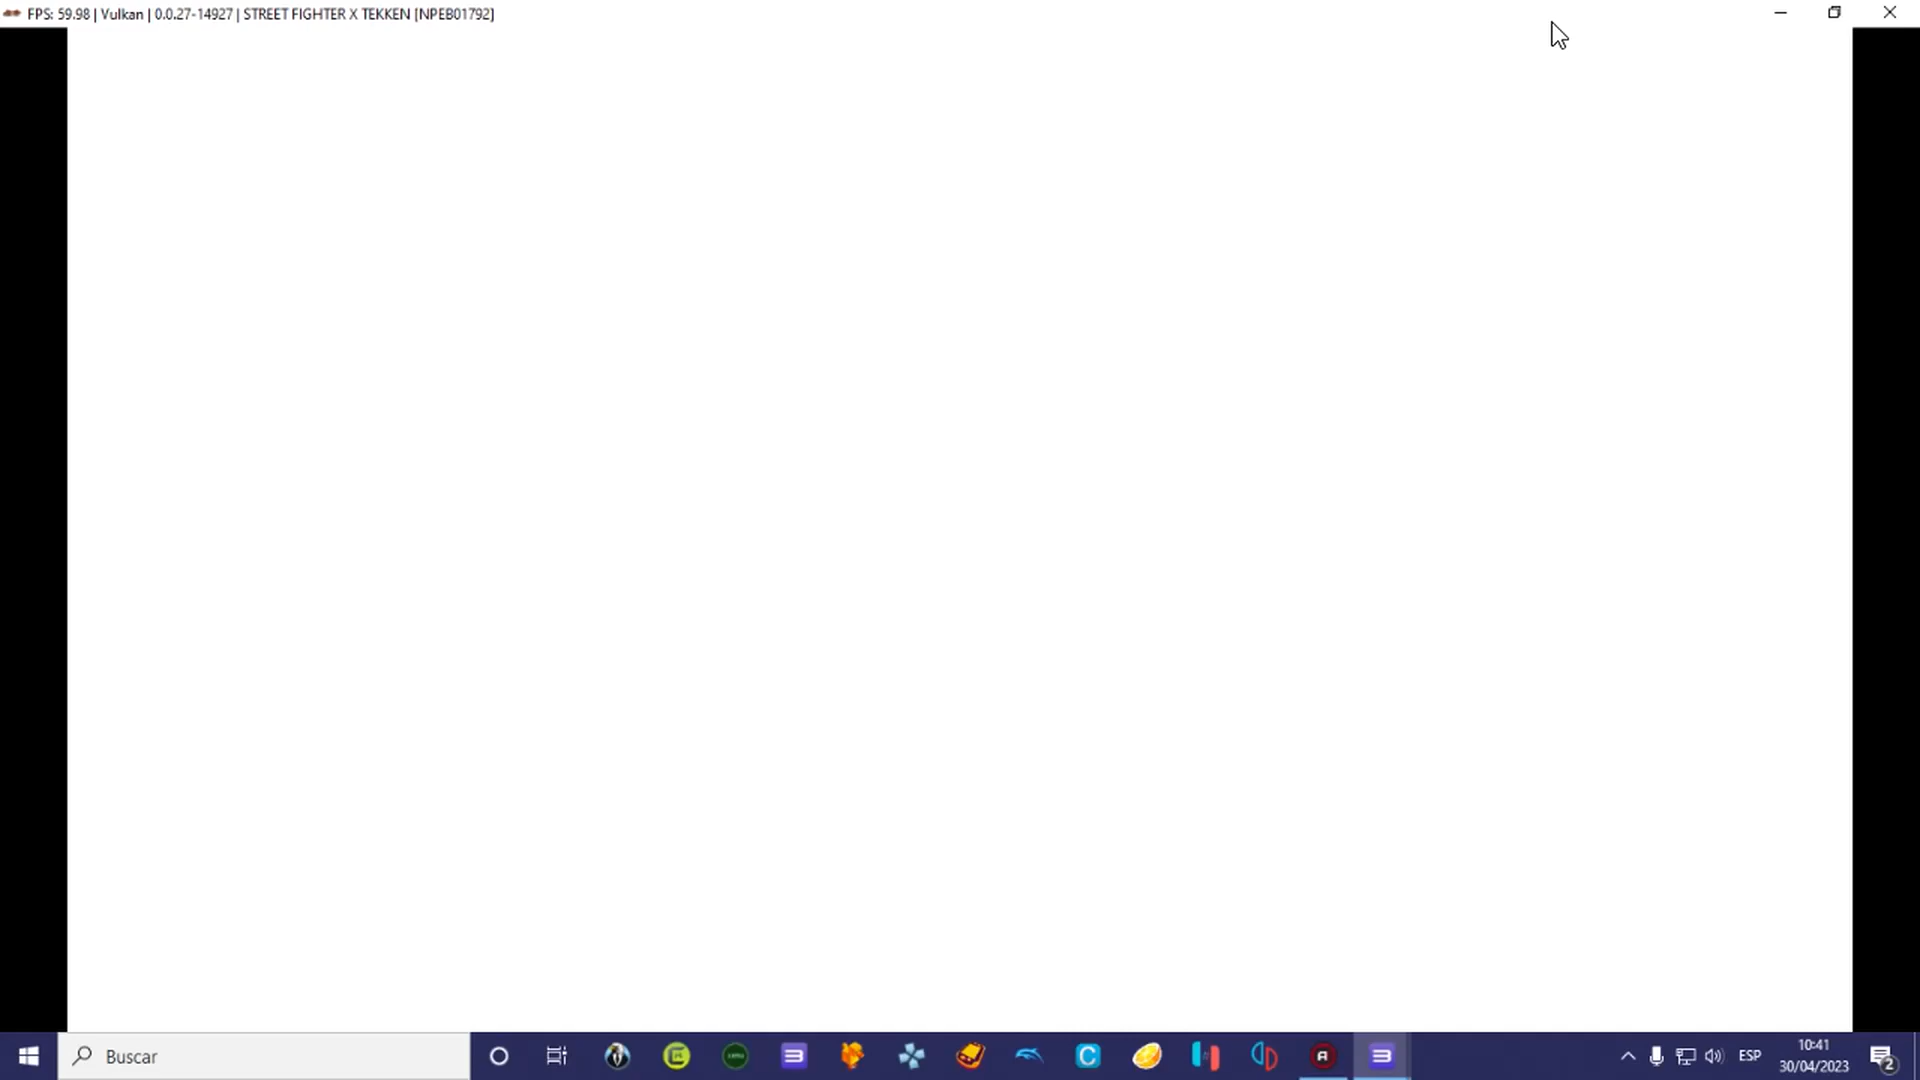 FPS: 59.98 | Vulkan | 0.0.27-14927 | STREET FIGHTER X TEKKEN [NPEB01792]
Buscar
ESP
10:41
30/04/2023
2